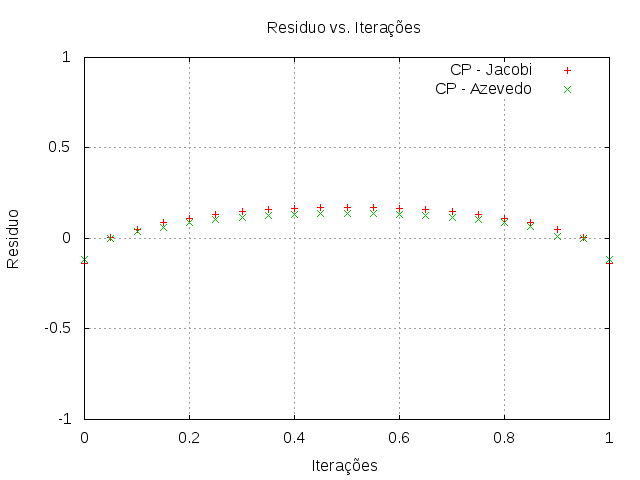 Residuo vs. Iterações
CP - Jacobi
CP - Azevedo
1
0.5
0
-0.5
-1
0
0.2
0.4
0.6
0.8
1
Residuo
Iterações